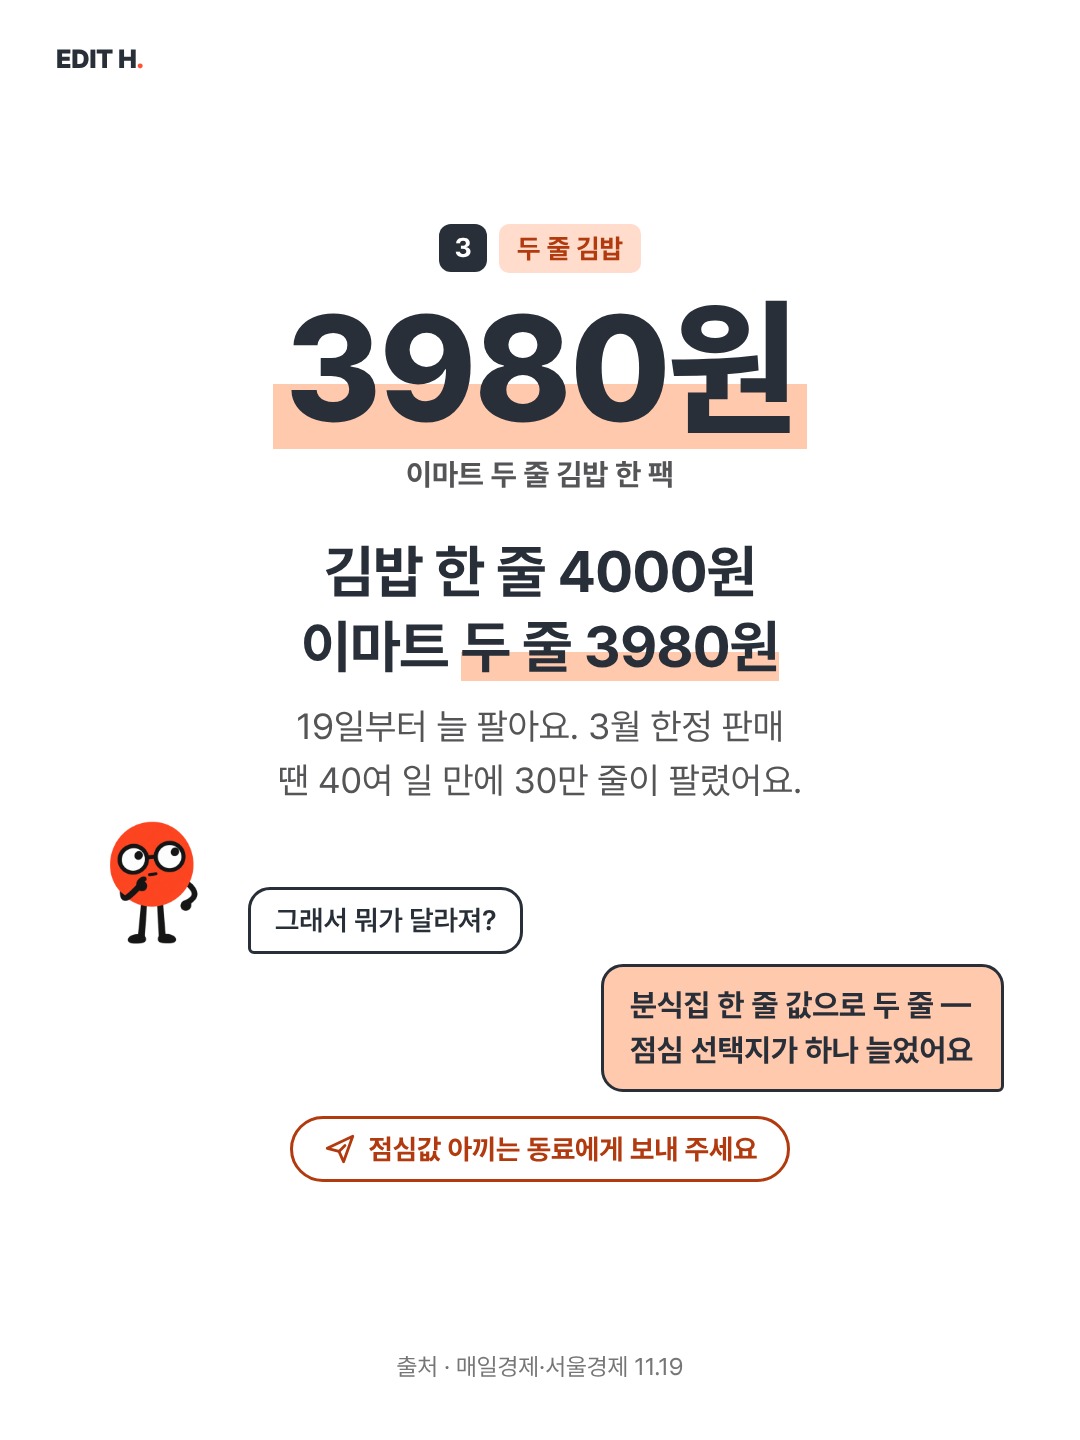 EDIT H.
3
두 줄 김밥
3980원
이마트 두 줄 김밥 한 팩
김밥 한 줄 4000원
이마트 두 줄 3980원
19일부터 늘 팔아요. 3월 한정 판매
땐 40여 일 만에 30만 줄이 팔렸어요.
그래서 뭐가 달라져?
분식집 한 줄 값으로 두 줄 —
점심 선택지가 하나 늘었어요
점심값 아끼는 동료에게 보내 주세요
출처 · 매일경제·서울경제 11.19